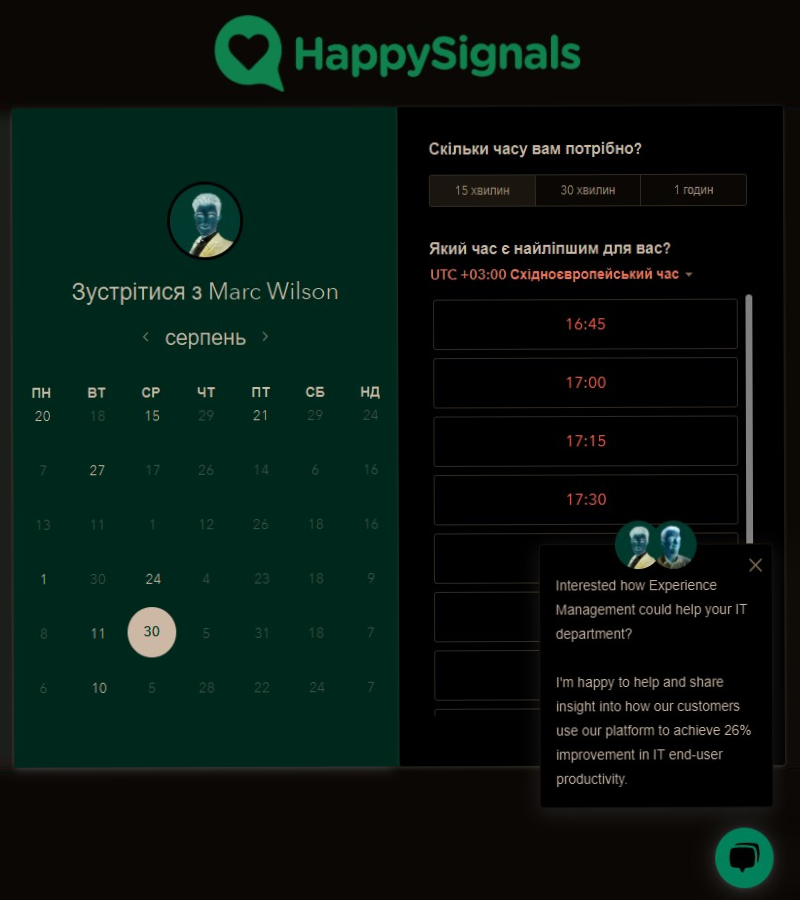 HappySignals
Зустрітися з Marc Wilson
серпень
ПН ВТ СР ЧТ ПТ СБ НД
20 18 15 29 21 29 24
7 27 17 26 14 6 16
13 11 1 12 26 18 16
1 30 24 4 23 18 9
8 11 30 5 31 18 7
6 10 5 28 22 24 7
Скільки часу вам потрібно?
15 хвилин 30 хвилин 1 годин
Який час є найліпшим для вас?
UTC +03:00 Східноєвропейський час
16:45
17:00
17:15
17:30
Interested how Experience
Management could help your IT
department?
I'm happy to help and share
insight into how our customers
use our platform to achieve 26%
improvement in IT end-user
productivity.